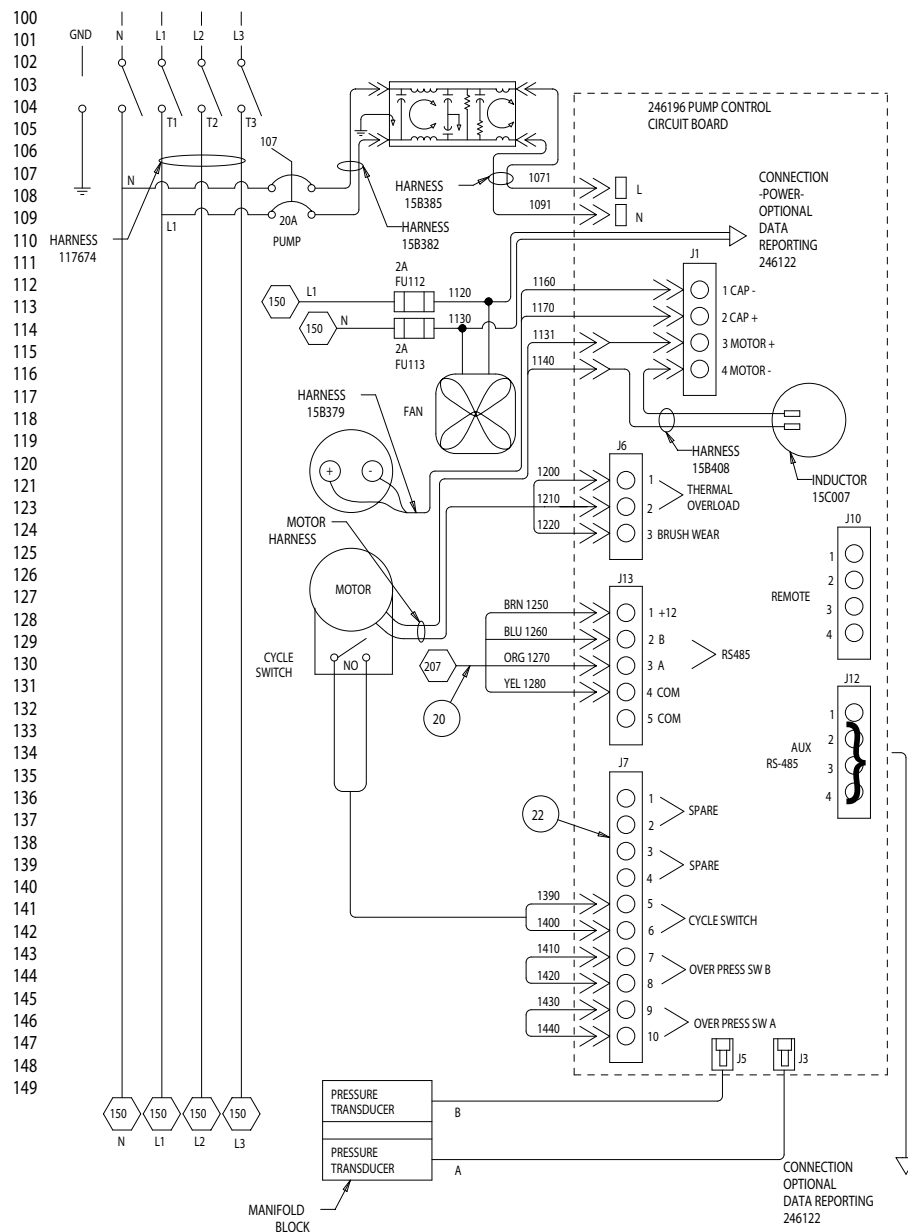 100
101
102
103
104
105
106
107
108
109
110
111
112
113
114
115
116
117
118
119
120
121
123
124
125
126
127
128
129
130
131
132
133
134
135
136
137
138
139
140
141
142
143
144
145
146
147
148
149
GND N L1 L2 L3
T1 T2 T3
107
N
L1
20A
PUMP
HARNESS
117674
HARNESS
15B382
HARNESS
15B385
1071
1091
L
N
246196 PUMP CONTROL
CIRCUIT BOARD
CONNECTION
-POWER-
OPTIONAL
DATA
REPORTING
246122
150 L1
2A
FU112
1120
150 N
1130
2A
FU113
FAN
1160
1170
1131
1140
J1
1 CAP -
2 CAP +
3 MOTOR +
4 MOTOR -
HARNESS
15B379
+ -
HARNESS
15B408
INDUCTOR
15C007
J6
1200
1210
1220
1
2
THERMAL
OVERLOAD
3 BRUSH WEAR
MOTOR
HARNESS
MOTOR
CYCLE
SWITCH
NO
J13
BRN 1250
BLU 1260
ORG 1270
YEL 1280
1 +12
2 B
3 A
4 COM
5 COM
RS485
207
20
J10
REMOTE
1
2
3
4
J12
AUX
RS-485
1
2
3
4
J7
22
1
2
SPARE
3
4
SPARE
1390
1400
5
6
CYCLE SWITCH
1410
1420
7
8
OVER PRESS SW B
1430
1440
9
10
OVER PRESS SW A
J5
J3
150 150 150 150
N L1 L2 L3
PRESSURE
TRANSDUCER
B
PRESSURE
TRANSDUCER
A
MANIFOLD
BLOCK
CONNECTION
OPTIONAL
DATA REPORTING
246122